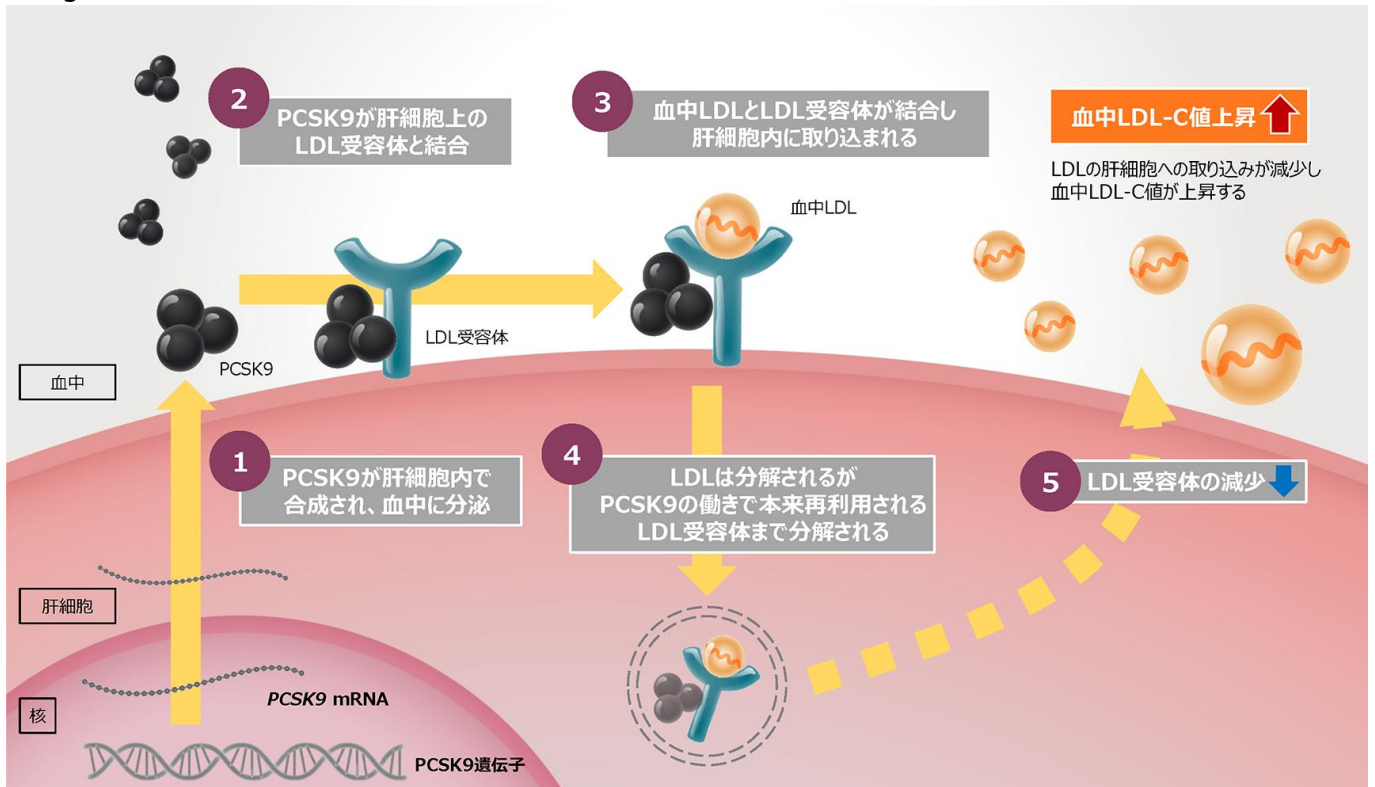 2
PCSK9が肝細胞上の
LDL受容体と結合
3
血中LDLとLDL受容体が結合し
肝細胞内に取り込まれる
血中LDL-C値上昇
LDLの肝細胞への取り込みが減少し
血中LDL-C値が上昇する
血中LDL
LDL受容体
PCSK9
血中
1
PCSK9が肝細胞内で
合成され、血中に分泌
4
LDLは分解されるが
PCSK9の働きで本来再利用される
LDL受容体まで分解される
5
LDL受容体の減少
肝細胞
PCSK9 mRNA
核
PCSK9遺伝子